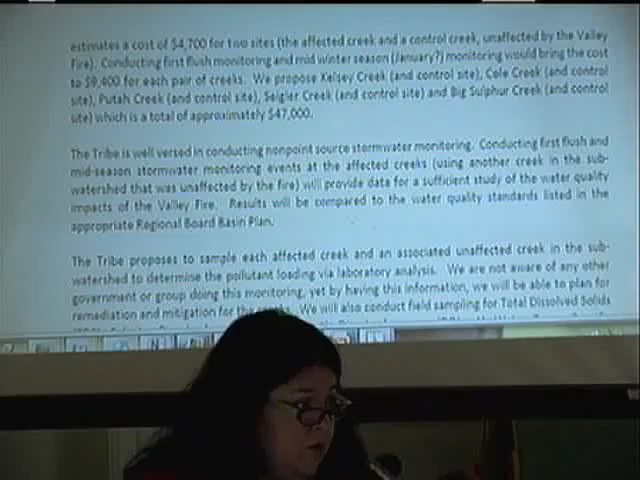 estimates a cost of $4,700 for two sites (the affected creek and a control creek, unaffected by the Valley
Fire). Conducting first flush monitoring and mid winter season (January?) monitoring would bring the cost
to $9,400 for each pair of creeks. We propose Kelsey Creek (and control site), Cole Creek (and control
site), Putah Creek (and control site), Seigler Creek (and control site) and Big Sulphur Creek (and control
site) which is a total of approximately $47,000.
The Tribe is well versed in conducting nonpoint source stormwater monitoring. Conducting first flush and
mid-season stormwater monitoring events at the affected creeks (using another creek in the sub-
watershed that was unaffected by the fire) will provide data for a sufficient study of the water quality
impacts of the Valley Fire. Results will be compared to the water quality standards listed in the
appropriate Regional Board Basin Plan.
The Tribe proposes to sample each affected creek and an associated unaffected creek in the sub-
watershed to determine the pollutant loading via laboratory analysis. We are not aware of any other
government or group doing this monitoring, yet by having this information, we will be able to plan for
remediation and mitigation for the We will also conduct field sampling for Total Dissolved Solids